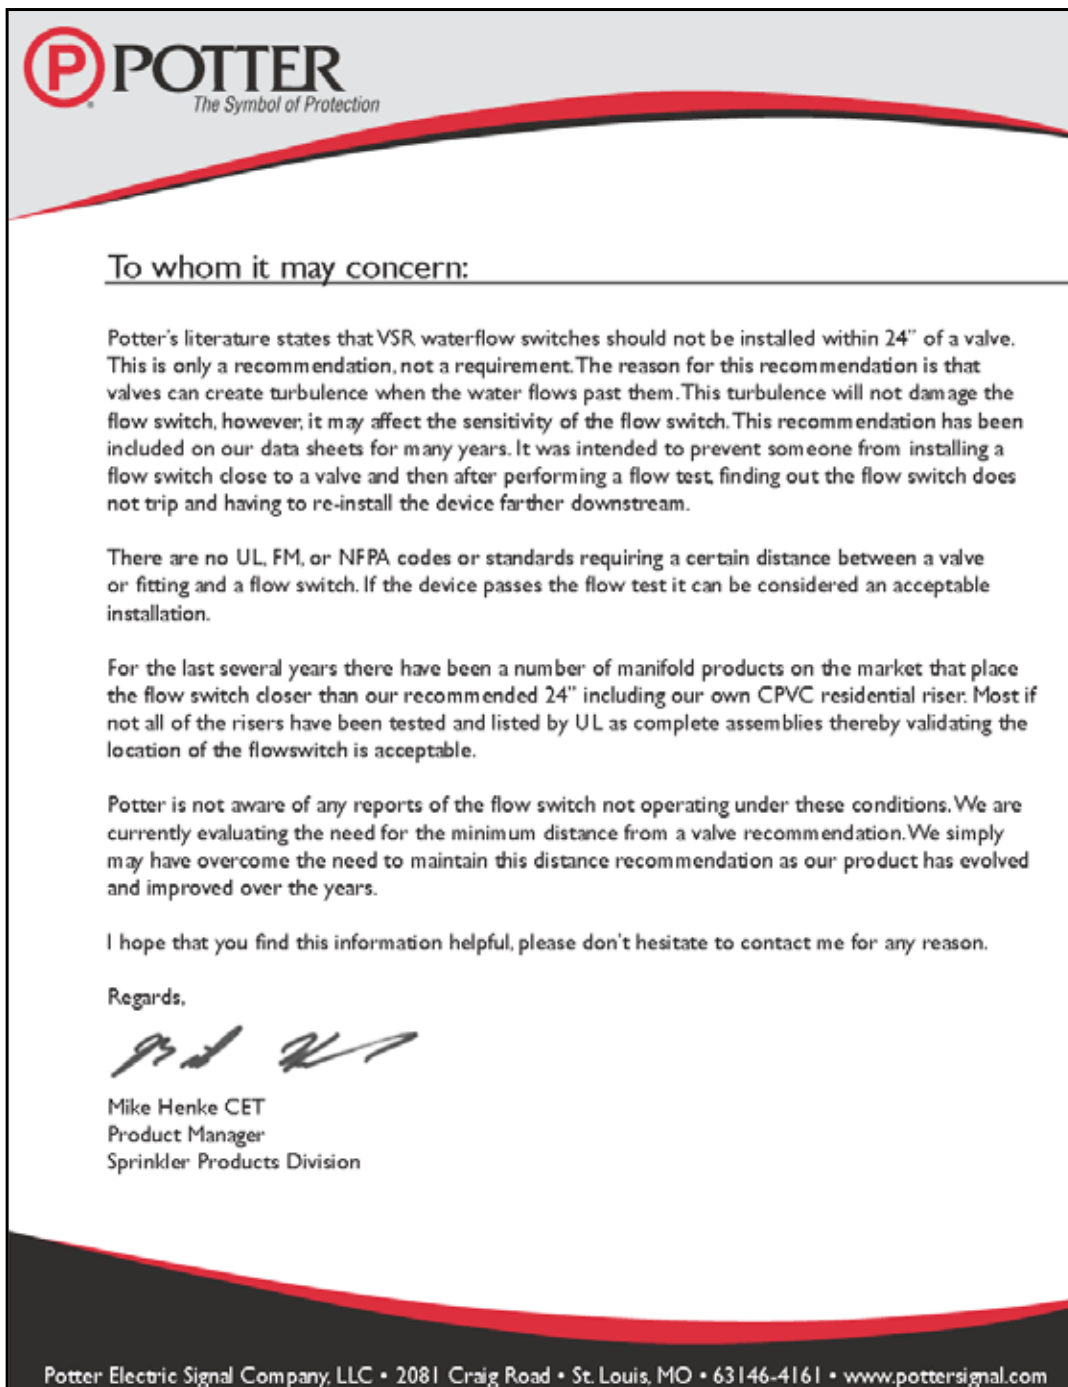 P POTTER
The Symbol of Protection
To whom it may concern:
Potter's literature states that VSR waterflow switches should not be installed within 24” of a valve.
This is only a recommendation, not a requirement. The reason for this recommendation is that
valves can create turbulence when the water flows past them. This turbulence will not damage the
flow switch, however, it may affect the sensitivity of the flow switch. This recommendation has been
included on our data sheets for many years. It was intended to prevent someone from installing a
flow switch close to a valve and then after performing a flow test, finding out the flow switch does
not trip and having to re-install the device farther downstream.
There are no UL, FM, or NFPA codes or standards requiring a certain distance between a valve
or fitting and a flow switch. If the device passes the flow test it can be considered an acceptable
installation.
For the last several years there have been a number of manifold products on the market that place
the flow switch closer than our recommended 24” including our own CPVC residential riser. Most if
not all of the risers have been tested and listed by UL as complete assemblies thereby validating the
location of the flowswitch is acceptable.
Potter is not aware of any reports of the flow switch not operating under these conditions. We are
currently evaluating the need for the minimum distance from a valve recommendation. We simply
may have overcome the need to maintain this distance recommendation as our product has evolved
and improved over the years.
I hope that you find this information helpful, please don't hesitate to contact me for any reason.
Regards,
Mike Henke CET
Product Manager
Sprinkler Products Division
Potter Electric Signal Company, LLC • 2081 Craig Road • St. Louis, MO • 63146-4161 • www.pottersignal.com